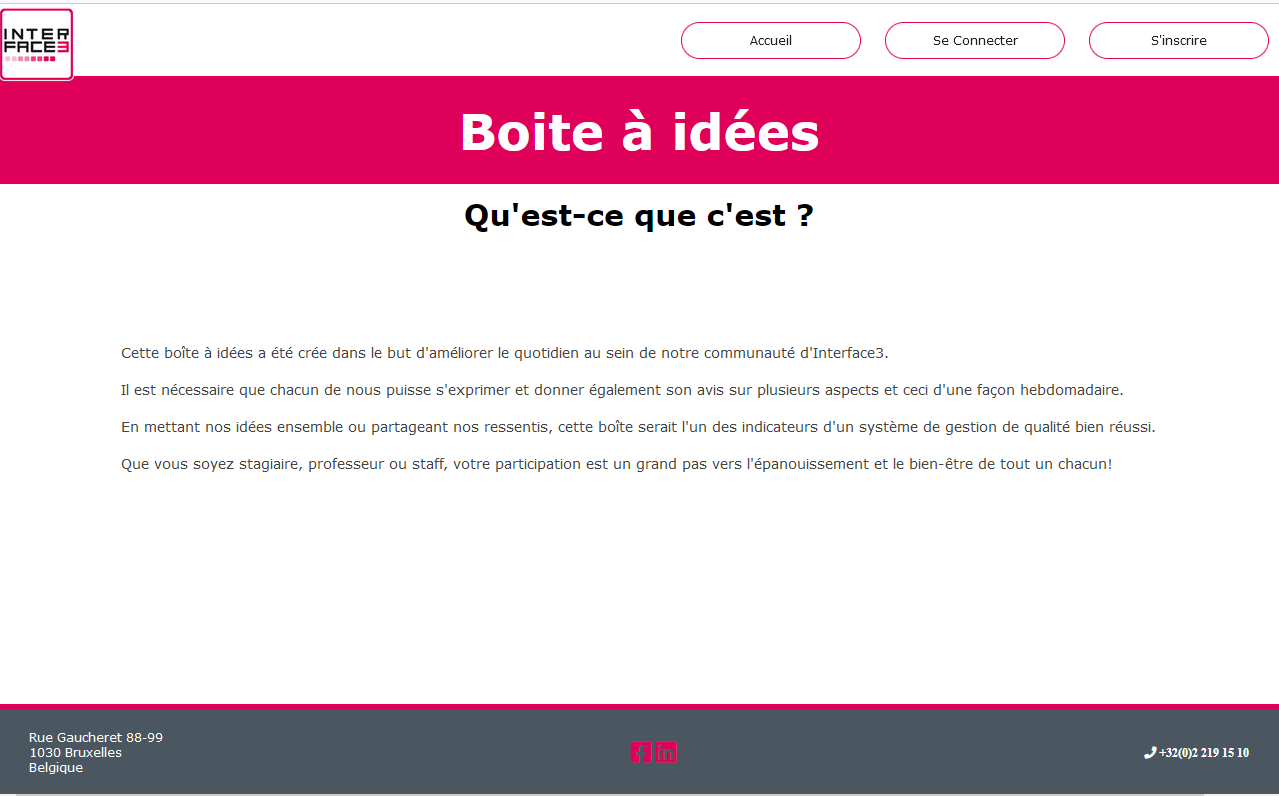 INTER
FACE3
Accueil
Se Connecter
S'inscrire
Boite à idées
Qu'est-ce que c'est ?
Cette boîte à idées a été crée dans le but d'améliorer le quotidien au sein de notre communauté d'Interface3.
Il est nécessaire que chacun de nous puisse s'exprimer et donner également son avis sur plusieurs aspects et ceci d'une façon hebdomadaire.
En mettant nos idées ensemble ou partageant nos ressentis, cette boîte serait l'un des indicateurs d'un système de gestion de qualité bien réussi.
Que vous soyez stagiaire, professeur ou staff, votre participation est un grand pas vers l'épanouissement et le bien-être de tout un chacun!
Rue Gaucheret 88-99
1030 Bruxelles
Belgique
+32(0)2 219 15 10